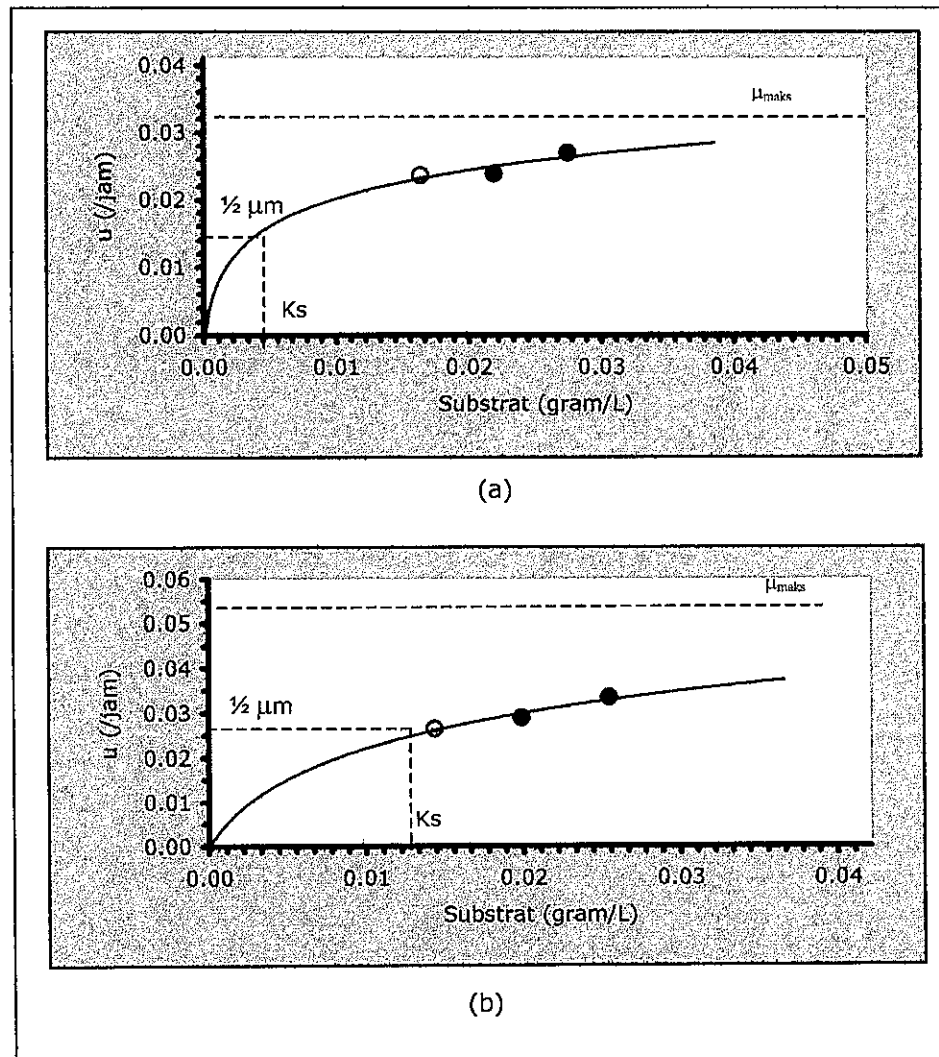 0.04
0.03
0.02
0.01
0.00
u (/jam)
μmaks
½ μm
Ks
0.00 0.01 0.02 0.03 0.04 0.05
Substrat (gram/L)
(a)
0.06
0.05
0.04
0.03
0.02
0.01
0.00
u (/jam)
μmaks
½ μm
Ks
0.00 0.01 0.02 0.03 0.04
Substrat (gram/L)
(b)